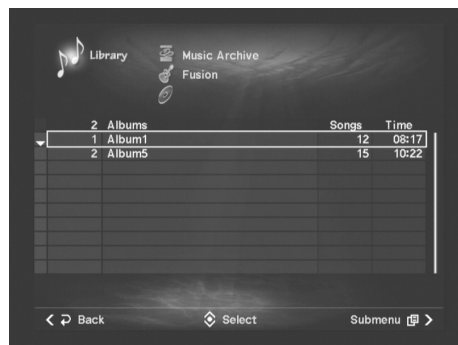 Library Music Archive
Fusion
2 Albums Songs Time
1 Album1 12 08:17
2 Album5 15 10:22
Back Select Submenu